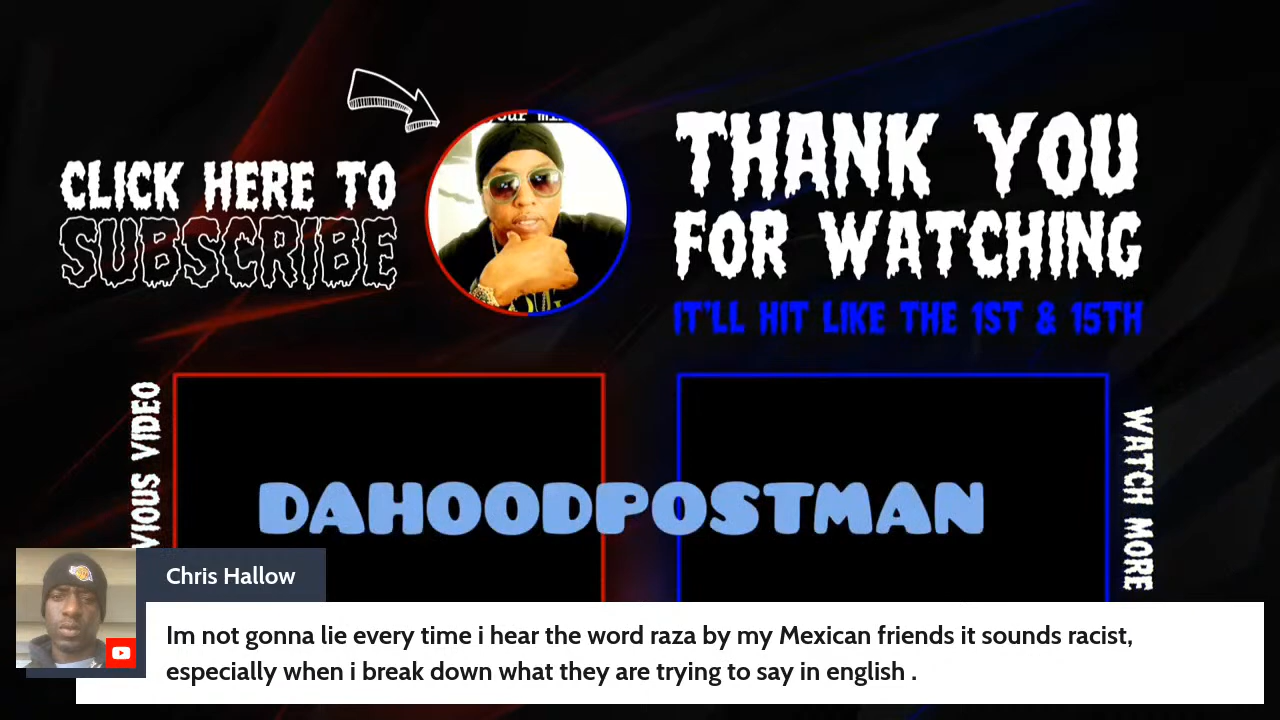 your mi
CLICK HERE TO
SUBSCRIBE
THANK YOU
FOR WATCHING
IT'LL HIT LIKE THE 1ST & 15TH
VIOUS VIDEO
WATCH MORE
DAHOODPOSTMAN
Chris Hallow
Im not gonna lie every time i hear the word raza by my Mexican friends it sounds racist,
especially when i break down what they are trying to say in english .